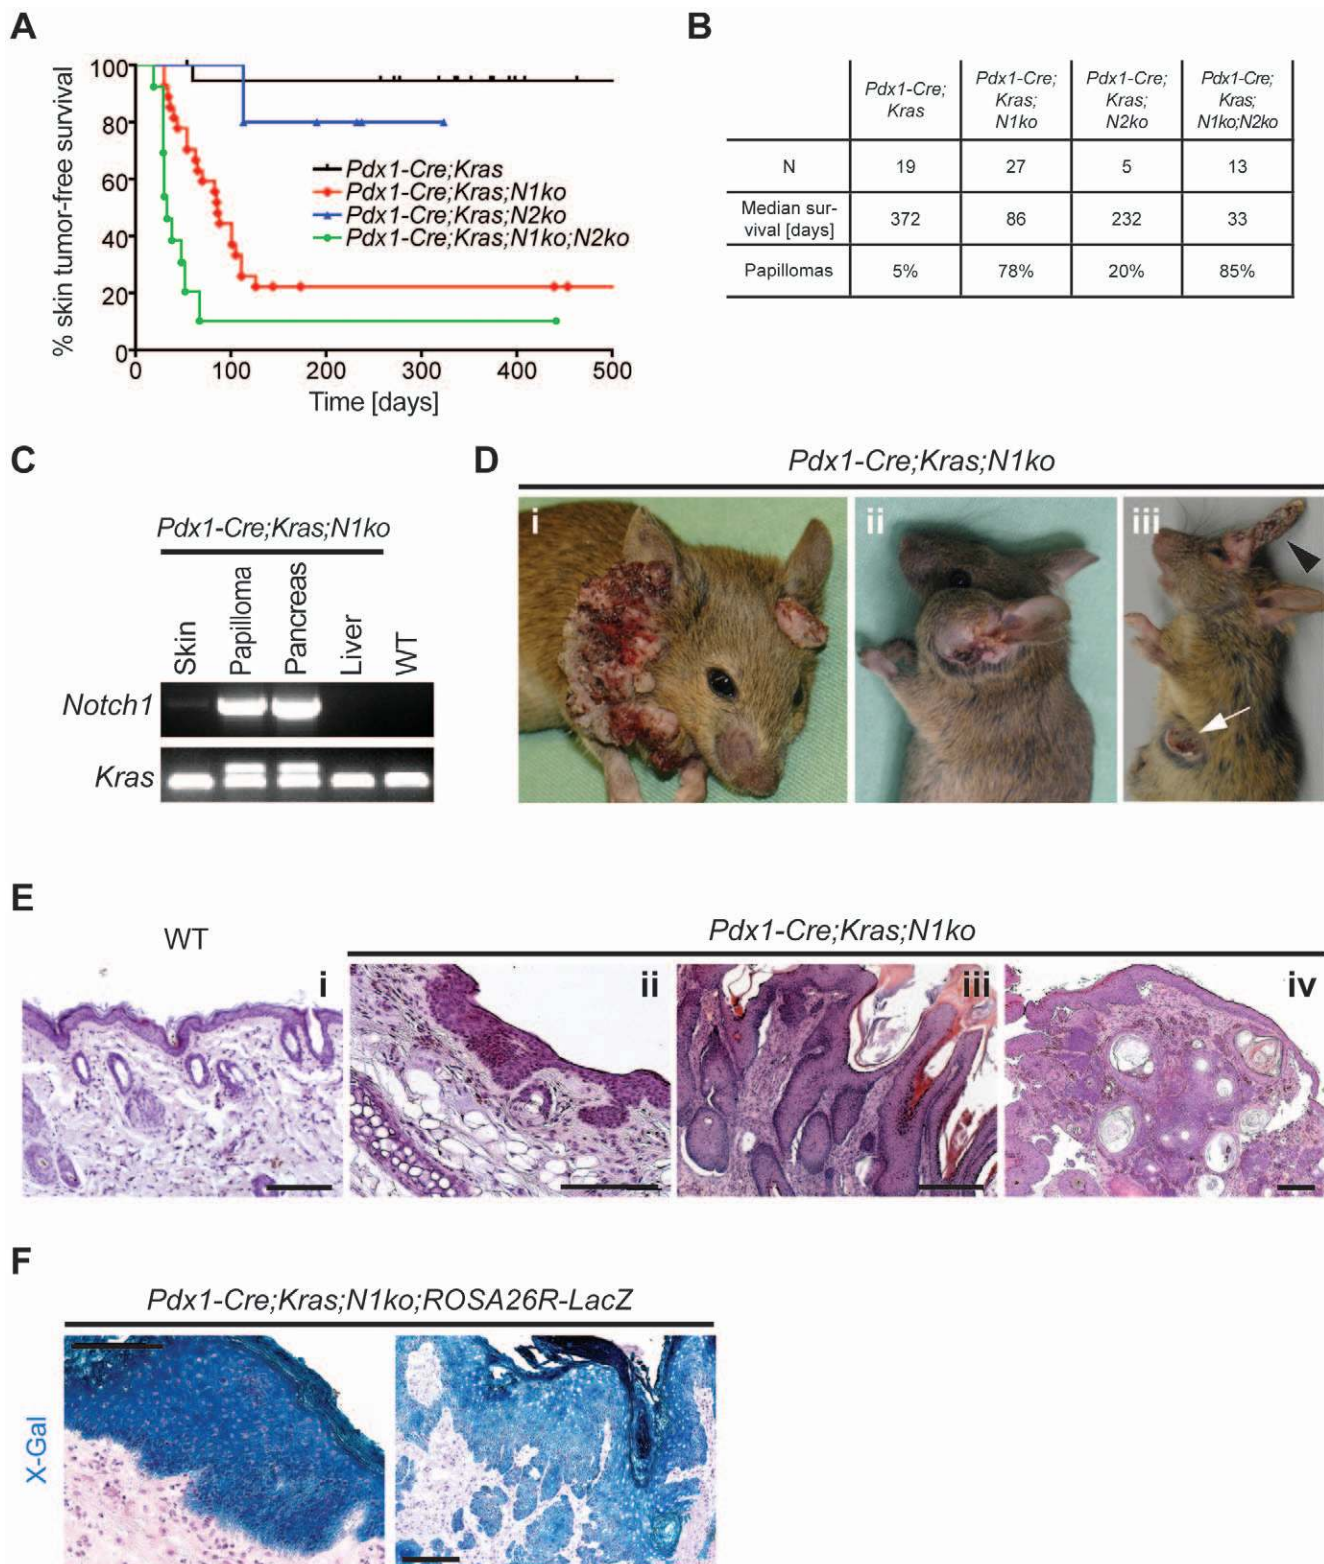 A
% skin tumor-free survival
100
80
60
40
20
0
0
100
200
300
400
500
Time [days]
Pdx1-Cre;Kras
Pdx1-Cre;Kras;N1ko
Pdx1-Cre;Kras;N2ko
Pdx1-Cre;Kras;N1ko;N2ko
B
Pdx1-Cre;
Kras
Pdx1-Cre;
Kras;
N1ko
Pdx1-Cre;
Kras;
N2ko
Pdx1-Cre;
Kras;
N1ko;N2ko
N
19
27
5
13
Median sur-
vival [days]
372
86
232
33
Papillomas
5%
78%
20%
85%
C
Pdx1-Cre;Kras;N1ko
Skin
Papilloma
Pancreas
Liver
WT
Notch1
Kras
D
Pdx1-Cre;Kras;N1ko
i
ii
iii
E
WT
Pdx1-Cre;Kras;N1ko
i
ii
iii
iv
F
Pdx1-Cre;Kras;N1ko;ROSA26R-LacZ
X-Gal